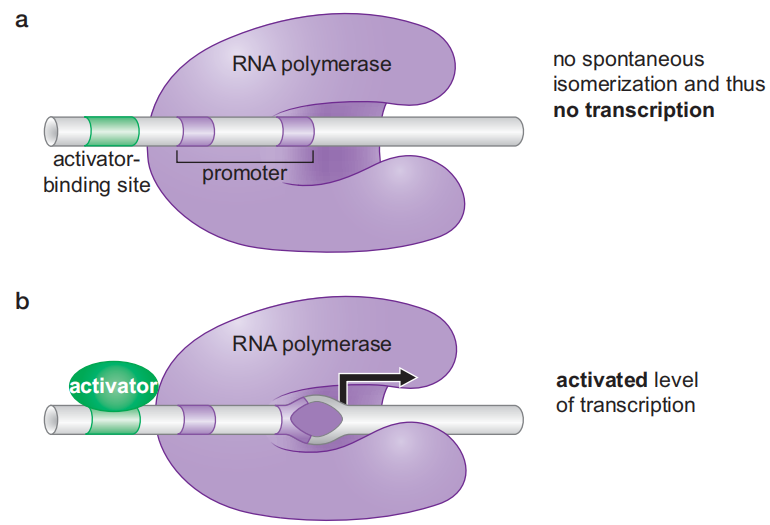 a
RNA polymerase
no spontaneous
isomerization and thus
no transcription
activator-
binding site
promoter
b
RNA polymerase
activator
activated level
of transcription